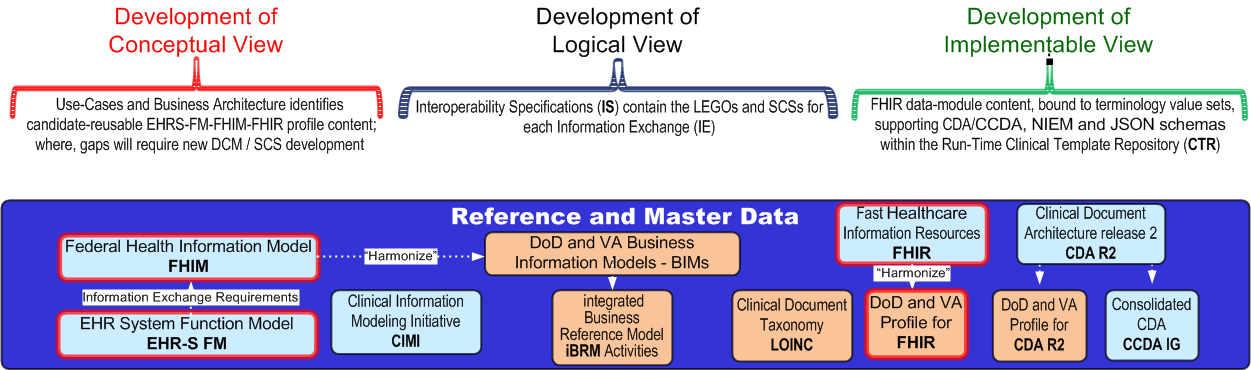 Development of
Conceptual View
Use-Cases and Business Architecture identifies
candidate-reusable EHRS-FM-FHIM-FHIR profile content;
where, gaps will require new DCM / SCS development
Development of
Logical View
Interoperability Specifications (IS) contain the LEGOs and SCSs for
each Information Exchange (IE)
Development of
Implementable View
FHIR data-module content, bound to terminology value sets,
supporting CDA/CCDA, NIEM and JSON schemas
within the Run-Time Clinical Template Repository (CTR)
Reference and Master Data
Federal Health Information Model
FHIM
"Harmonize"
Information Exchange Requirements
EHR System Function Model
EHR-S FM
Clinical Information
Modeling Initiative
CIMI
DoD and VA Business
Information Models - BIMs
integrated
Business
Reference Model
iBRM Activities
Clinical Document
Taxonomy
LOINC
Fast Healthcare
Information Resources
FHIR
"Harmonize"
DoD and VA
Profile for
FHIR
Clinical Document
Architecture release 2
CDA R2
DoD and VA
Profile for
CDA R2
Consolidated
CDA
CCDA IG